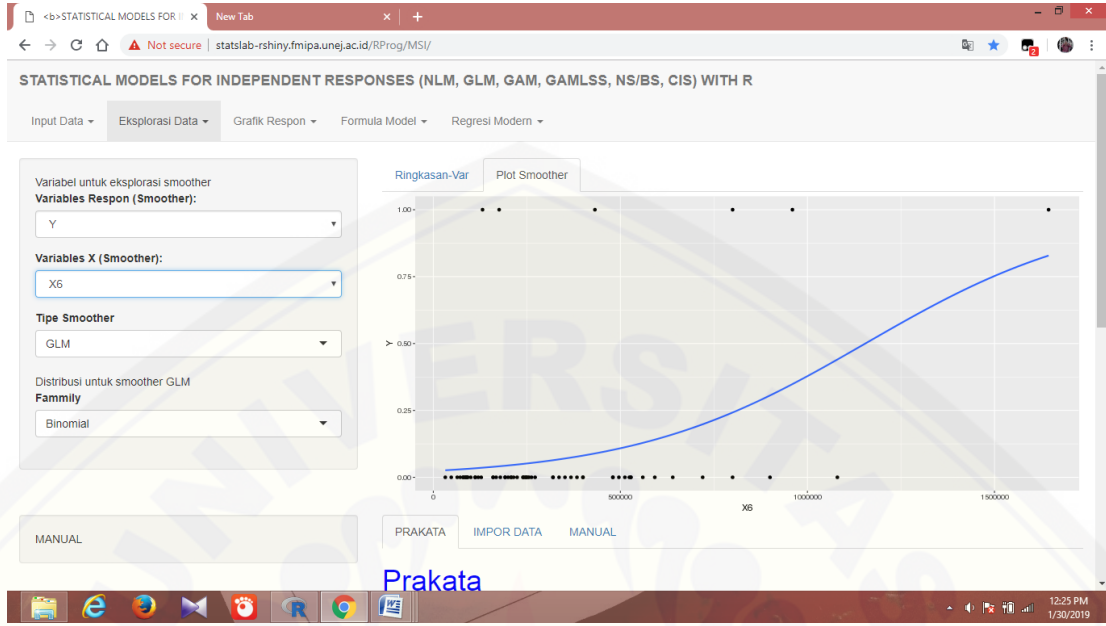 <b>STATISTICAL MODELS FOR I
New Tab
Not secure | statslab-rshiny.fmipa.unej.ac.id/RProg/MSI/
2
STATISTICAL MODELS FOR INDEPENDENT RESPONSES (NLM, GLM, GAM, GAMLSS, NS/BS, CIS) WITH R
Input Data Eksplorasi Data Grafik Respon Formula Model Regresi Modern
Variabel untuk eksplorasi smoother
Variables Respon (Smoother):
Y
Variables X (Smoother):
X6
Tipe Smoother
GLM
Distribusi untuk smoother GLM
Fammily
Binomial
MANUAL
Ringkasan-Var Plot Smoother
1.00
0.75
0.50
0.25
0.00
Y
0 500000 1000000 1500000
X6
PRAKATA IMPOR DATA MANUAL
Prakata
UNIVERSITAS
12:25 PM
1/30/2019